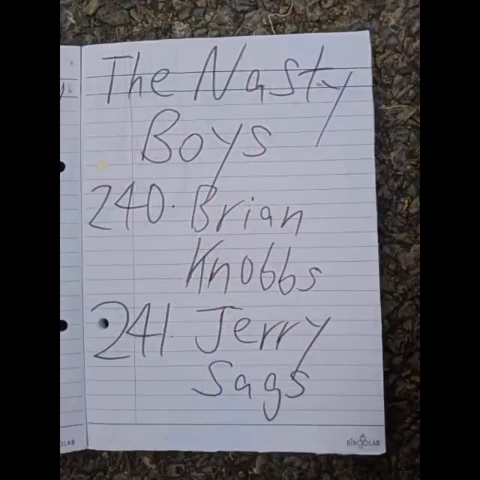 The Nasty
Boys
240. Brian
Knobbs
241. Jerry
Sags